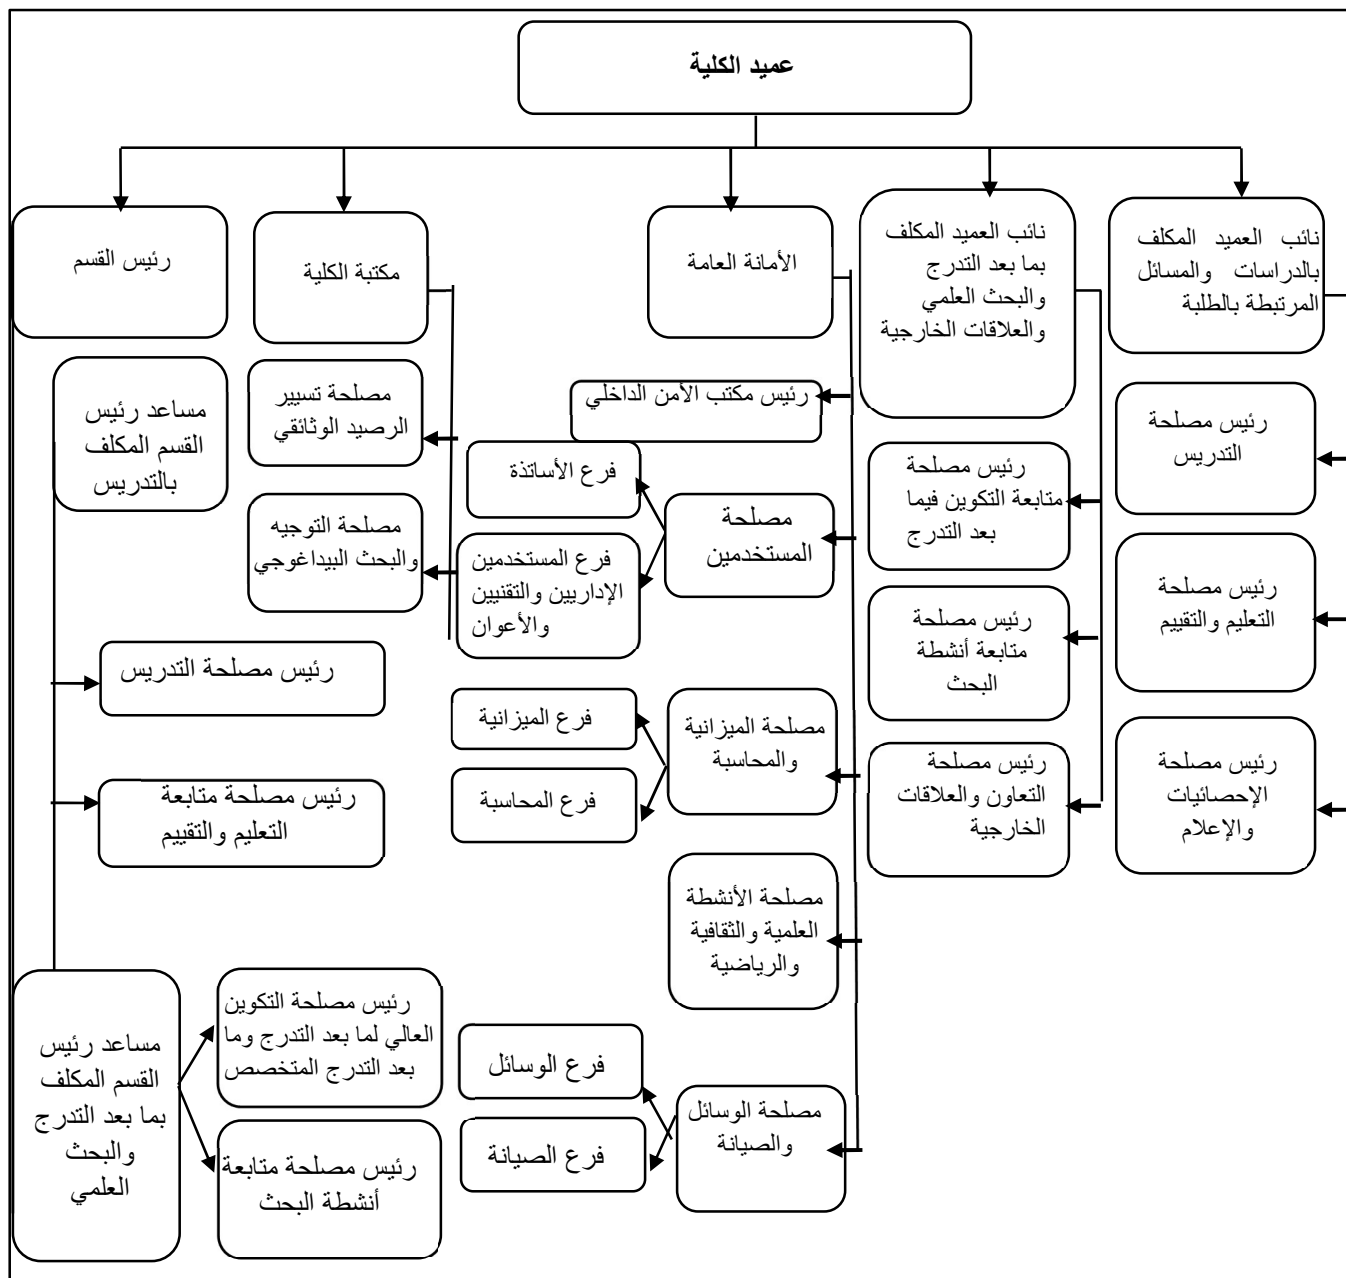 عميد الكلية
نائب العميد المكلف
بالدراسات والمسائل
المرتبطة بالطلبة
رئيس مصلحة
التدريس
رئيس مصلحة
التعليم والتقييم
رئيس مصلحة
الإحصائيات
والإعلام
نائب العميد المكلف
بما بعد التدرج
والبحث العلمي
والعلاقات الخارجية
رئيس مصلحة
متابعة التكوين فيما
بعد التدرج
رئيس مصلحة
متابعة أنشطة
البحث
رئيس مصلحة
التعاون والعلاقات
الخارجية
الأمانة العامة
رئيس مكتب الأمن الداخلي
مصلحة
المستخدمين
فرع الأساتذة
فرع المستخدمين
الإداريين والتقنيين
والأعوان
مصلحة الميزانية
والمحاسبة
فرع الميزانية
فرع المحاسبة
مصلحة الأنشطة
العلمية والثقافية
والرياضية
مصلحة الوسائل
والصيانة
فرع الوسائل
فرع الصيانة
مكتبة الكلية
مصلحة تسيير
الرصيد الوثائقي
مصلحة التوجيه
والبحث البيداغوجي
رئيس القسم
مساعد رئيس
القسم المكلف
بالتدريس
رئيس مصلحة التدريس
رئيس مصلحة متابعة
التعليم والتقييم
مساعد رئيس
القسم المكلف
بما بعد التدرج
والبحث
العلمي
رئيس مصلحة التكوين
العالي لما بعد التدرج وما
بعد التدرج المتخصص
رئيس مصلحة متابعة
أنشطة البحث